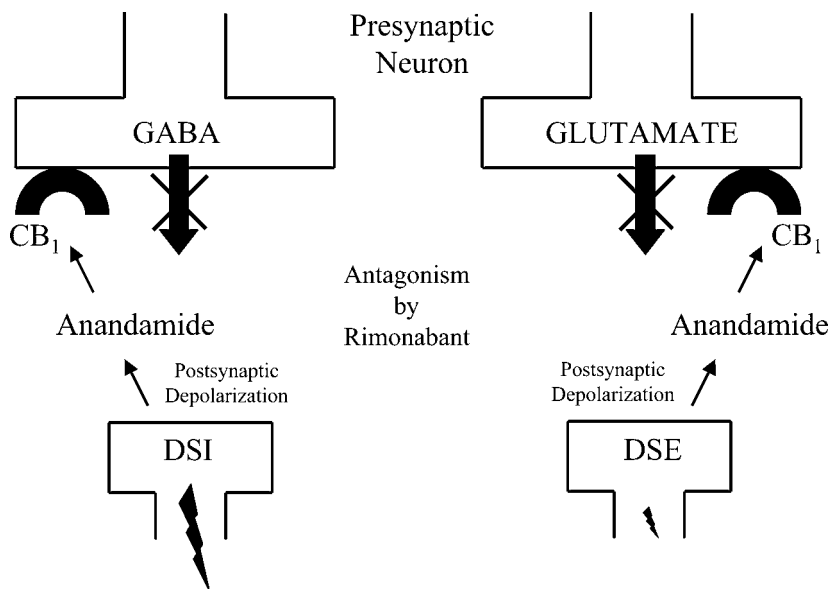 Presynaptic
Neuron
GABA
GLUTAMATE
CB₁
CB₁
Antagonism
by
Rimonabant
Anandamide
Anandamide
Postsynaptic
Depolarization
Postsynaptic
Depolarization
DSI
DSE